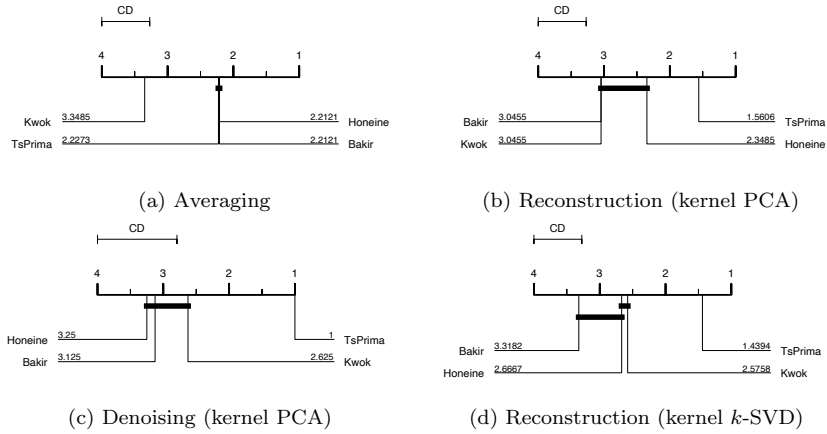 CD
4 3 2 1
Kwok 3.3485 2.2121 Honeine
TsPrima 2.2273 2.2121 Bakir
(a) Averaging
CD
4 3 2 1
Bakir 3.0455 1.5606 TsPrima
Kwok 3.0455 2.3485 Honeine
(b) Reconstruction (kernel PCA)
CD
4 3 2 1
Honeine 3.25 1 TsPrima
Bakir 3.125 2.625 Kwok
(c) Denoising (kernel PCA)
CD
4 3 2 1
Bakir 3.3182 1.4394 TsPrima
Honeine 2.6667 2.5758 Kwok
(d) Reconstruction (kernel k-SVD)